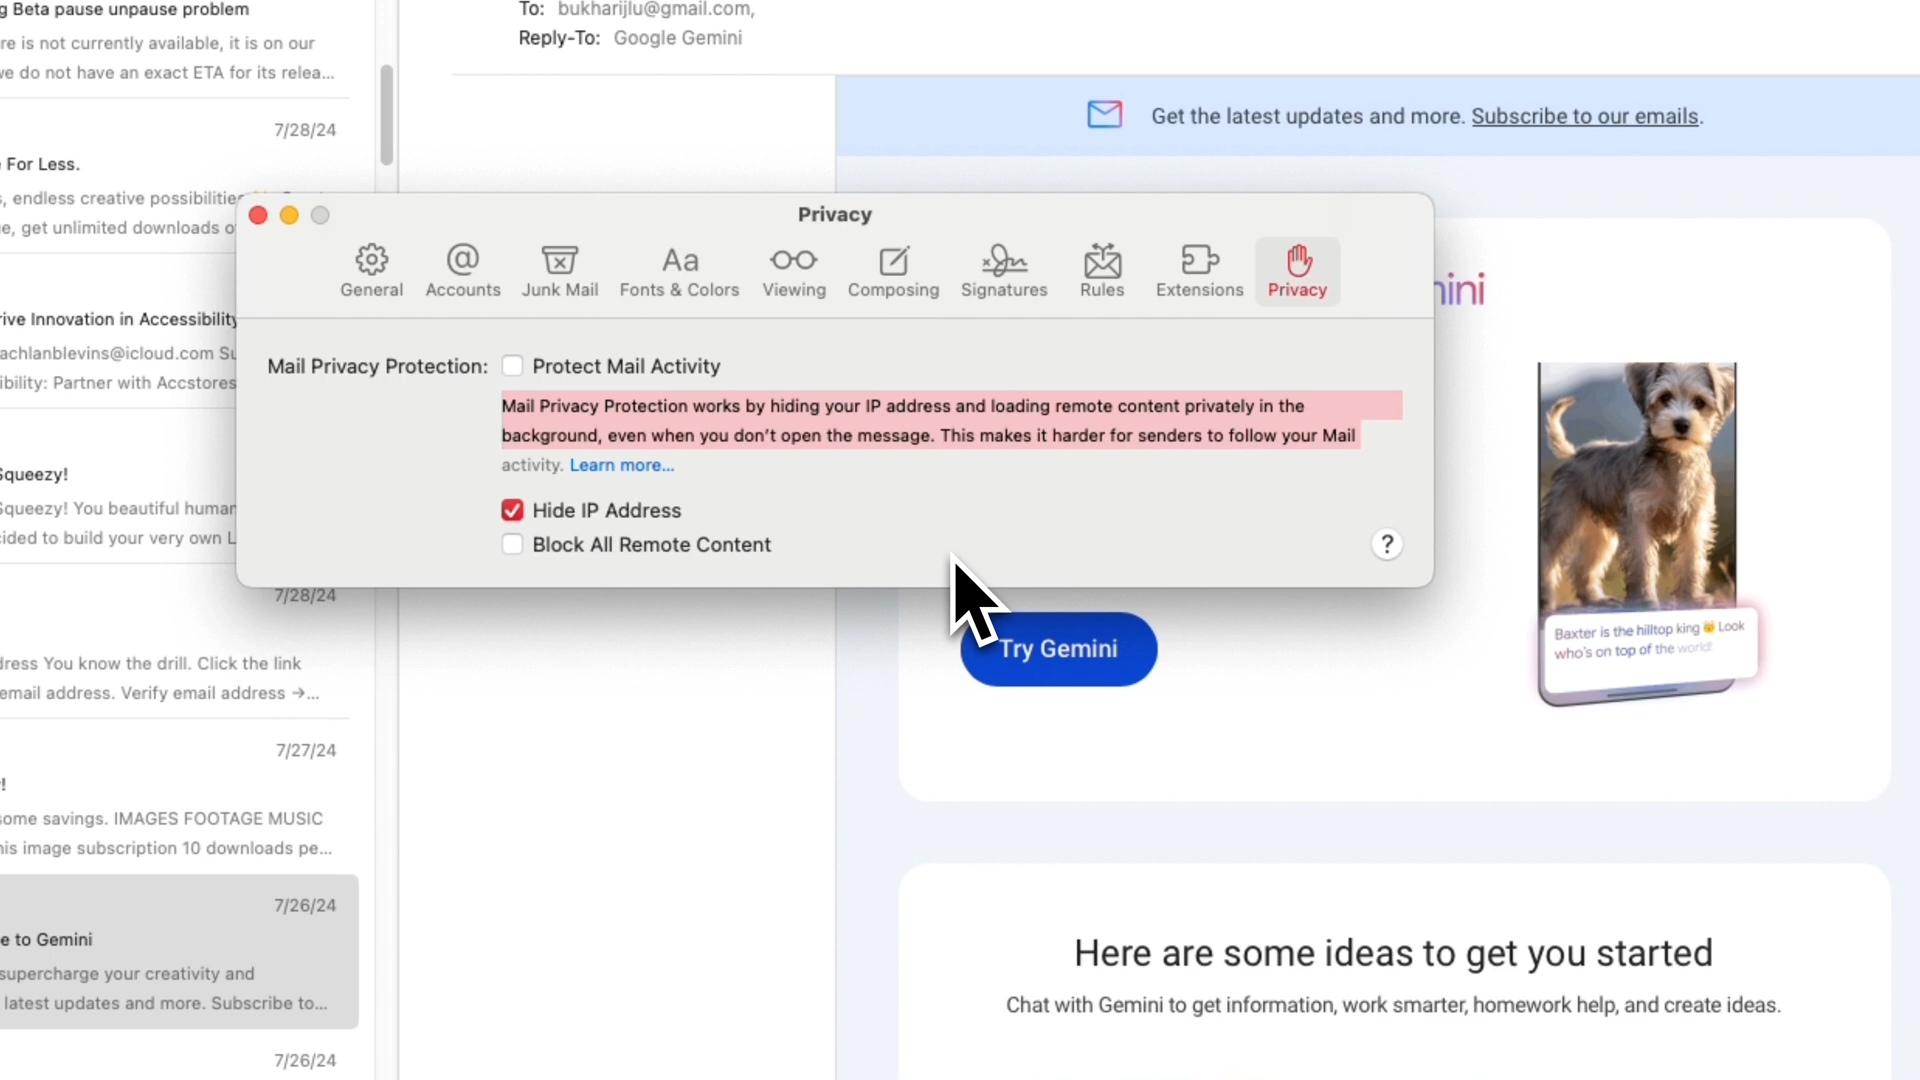 g Beta pause unpause problem
re is not currently available, it is on our
we do not have an exact ETA for its relea...
7/28/24
For Less.
s, endless creative possibilitie
e, get unlimited downloads o
rive Innovation in Accessibility
achlanblevins@icloud.com Su
ibility: Partner with Accstores
Squeezy!
Squeezy! You beautiful human
cided to build your very own L
7/28/24
dress You know the drill. Click the link
email address. Verify email address →...
7/27/24
!
some savings. IMAGES FOOTAGE MUSIC
his image subscription 10 downloads pe...
7/26/24
e to Gemini
supercharge your creativity and
latest updates and more. Subscribe to...
7/26/24
To: bukharijlu@gmail.com,
Reply-To: Google Gemini
Get the latest updates and more. Subscribe to our emails.
Privacy
General Accounts Junk Mail Fonts & Colors Viewing Composing Signatures Rules Extensions Privacy
Mail Privacy Protection: Protect Mail Activity
Mail Privacy Protection works by hiding your IP address and loading remote content privately in the
background, even when you don’t open the message. This makes it harder for senders to follow your Mail
activity. Learn more...
Hide IP Address
Block All Remote Content
?
ini
Try Gemini
Baxter is the hilltop king 😸 Look
who's on top of the world!
Here are some ideas to get you started
Chat with Gemini to get information, work smarter, homework help, and create ideas.